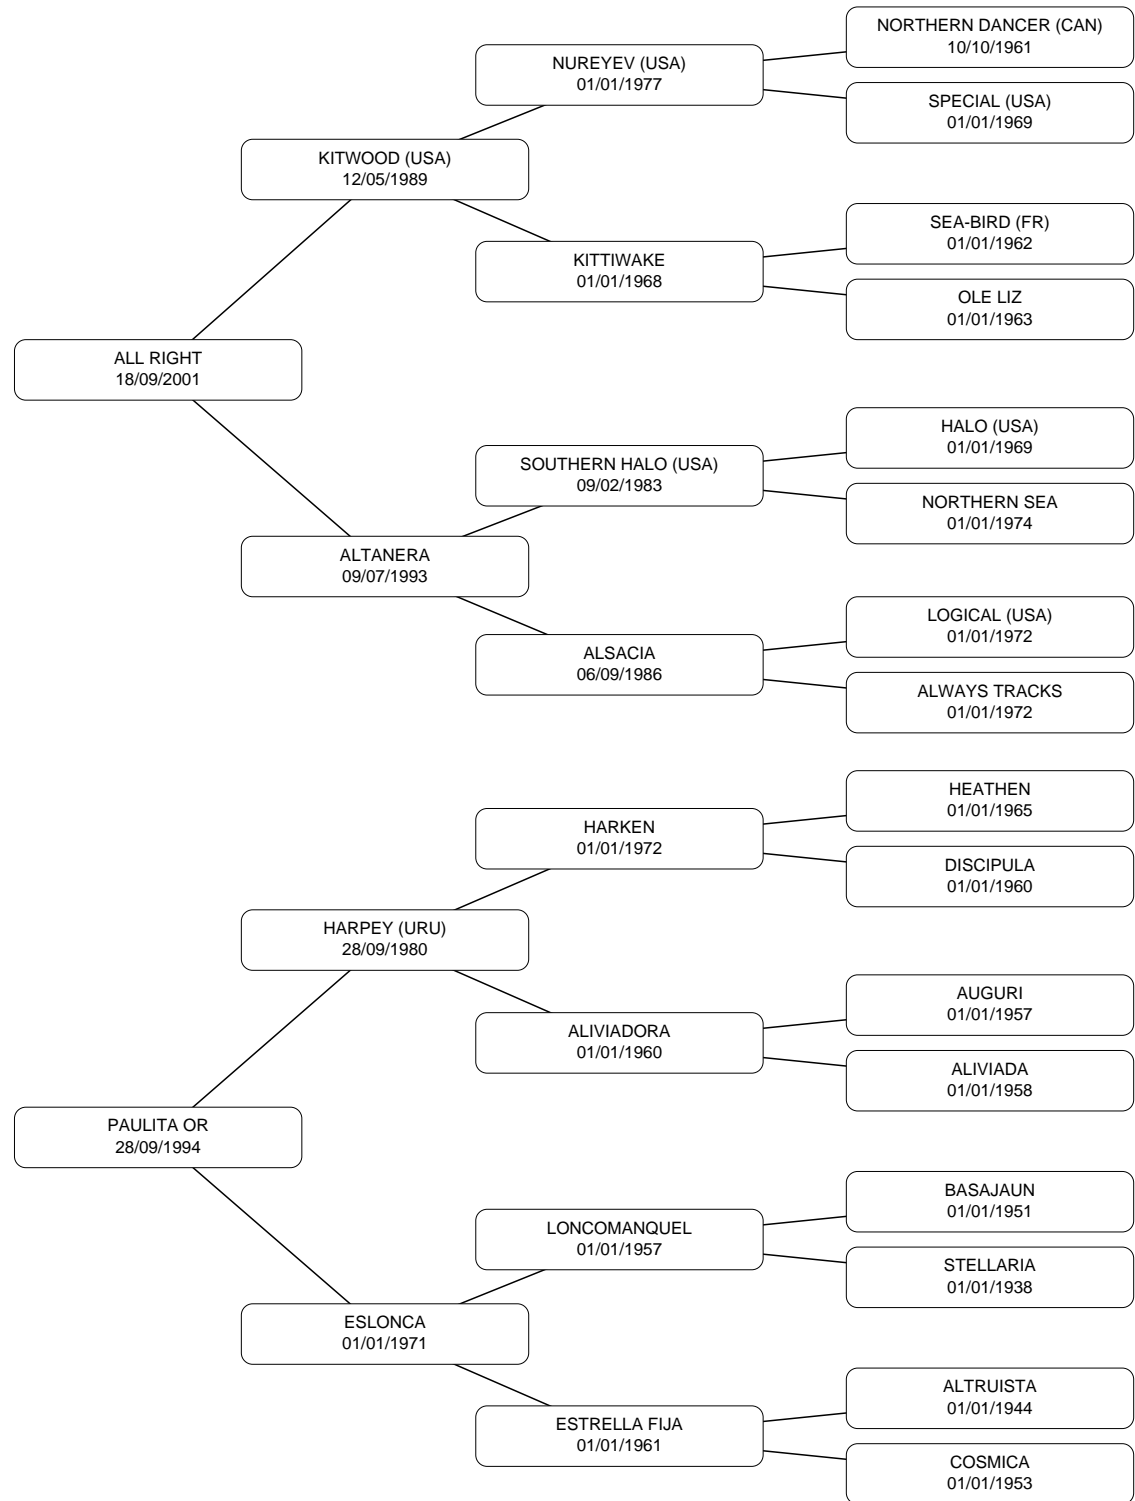 NORTHERN DANCER (CAN)
10/10/1961
NUREYEV (USA)
01/01/1977
SPECIAL (USA)
01/01/1969
KITWOOD (USA)
12/05/1989
SEA-BIRD (FR)
01/01/1962
KITTIWAKE
01/01/1968
OLE LIZ
01/01/1963
ALL RIGHT
18/09/2001
HALO (USA)
01/01/1969
SOUTHERN HALO (USA)
09/02/1983
NORTHERN SEA
01/01/1974
ALTANERA
09/07/1993
LOGICAL (USA)
01/01/1972
ALSACIA
06/09/1986
ALWAYS TRACKS
01/01/1972
HEATHEN
01/01/1965
HARKEN
01/01/1972
DISCIPULA
01/01/1960
HARPEY (URU)
28/09/1980
AUGURI
01/01/1957
ALIVIADORA
01/01/1960
ALIVIADA
01/01/1958
PAULITA OR
28/09/1994
BASAJAUN
01/01/1951
LONCOMANQUEL
01/01/1957
STELLARIA
01/01/1938
ESLONCA
01/01/1971
ALTRUISTA
01/01/1944
ESTRELLA FIJA
01/01/1961
COSMICA
01/01/1953